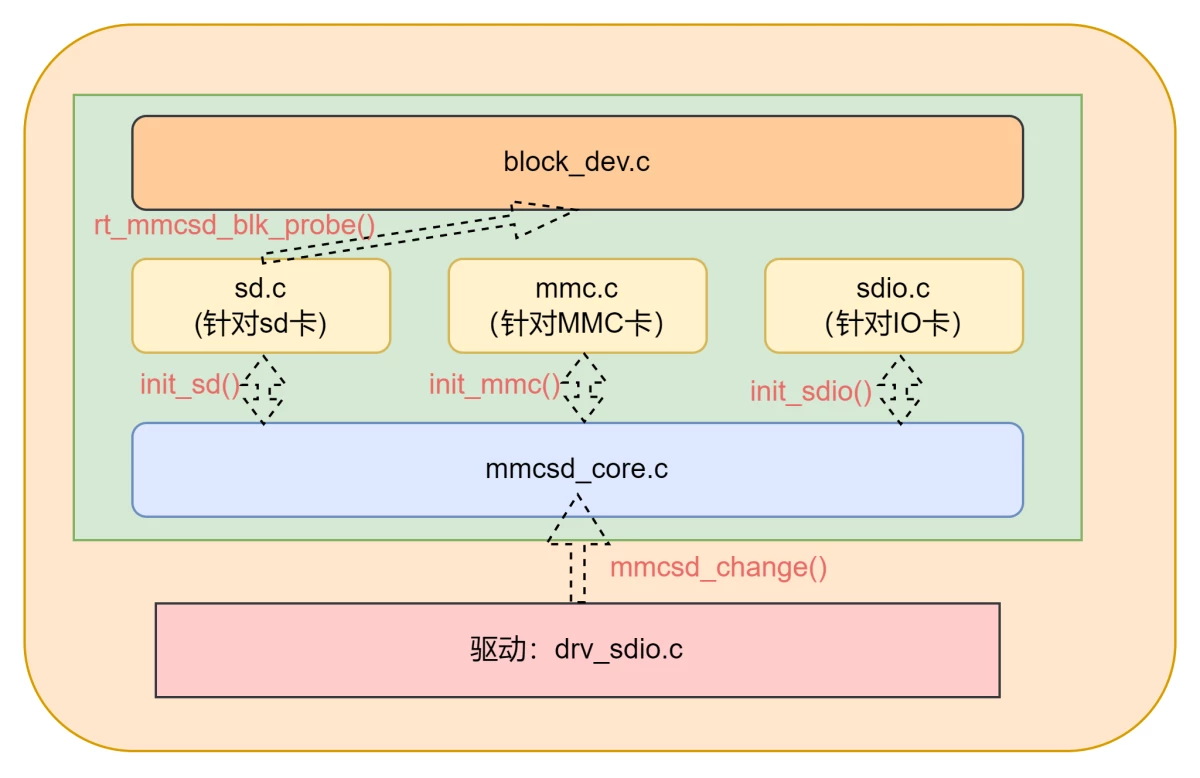 block_dev.c
rt_mmcsd_blk_probe()
sd.c
(针对sd卡)
mmc.c
(针对MMC卡)
sdio.c
(针对IO卡)
init_sd()
init_mmc()
init_sdio()
mmcsd_core.c
mmcsd_change()
驱动：drv_sdio.c